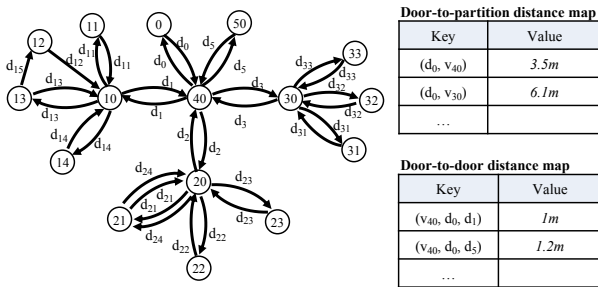 Door-to-partition distance map
Key Value
(d₀, v₄₀) 3.5m
(d₀, v₃₀) 6.1m
…
Door-to-door distance map
Key Value
(v₄₀, d₀, d₁) 1m
(v₄₀, d₀, d₅) 1.2m
…
11
0
50
12
33
d₀
d₅
d₁₁
d₁₁
d₀
d₅
d₁₂
d₁₅
d₃₃
d₃₃
d₁₃
d₁
d₃
d₃₂
13
10
40
30
32
d₁₃
d₁
d₃
d₃₂
d₁₄
d₃₁
d₃₁
d₁₄
d₂
d₂
14
31
d₂₄
20
d₂₃
d₂₁
d₂₁
21
d₂₃
23
d₂₄
d₂₂
d₂₂
22